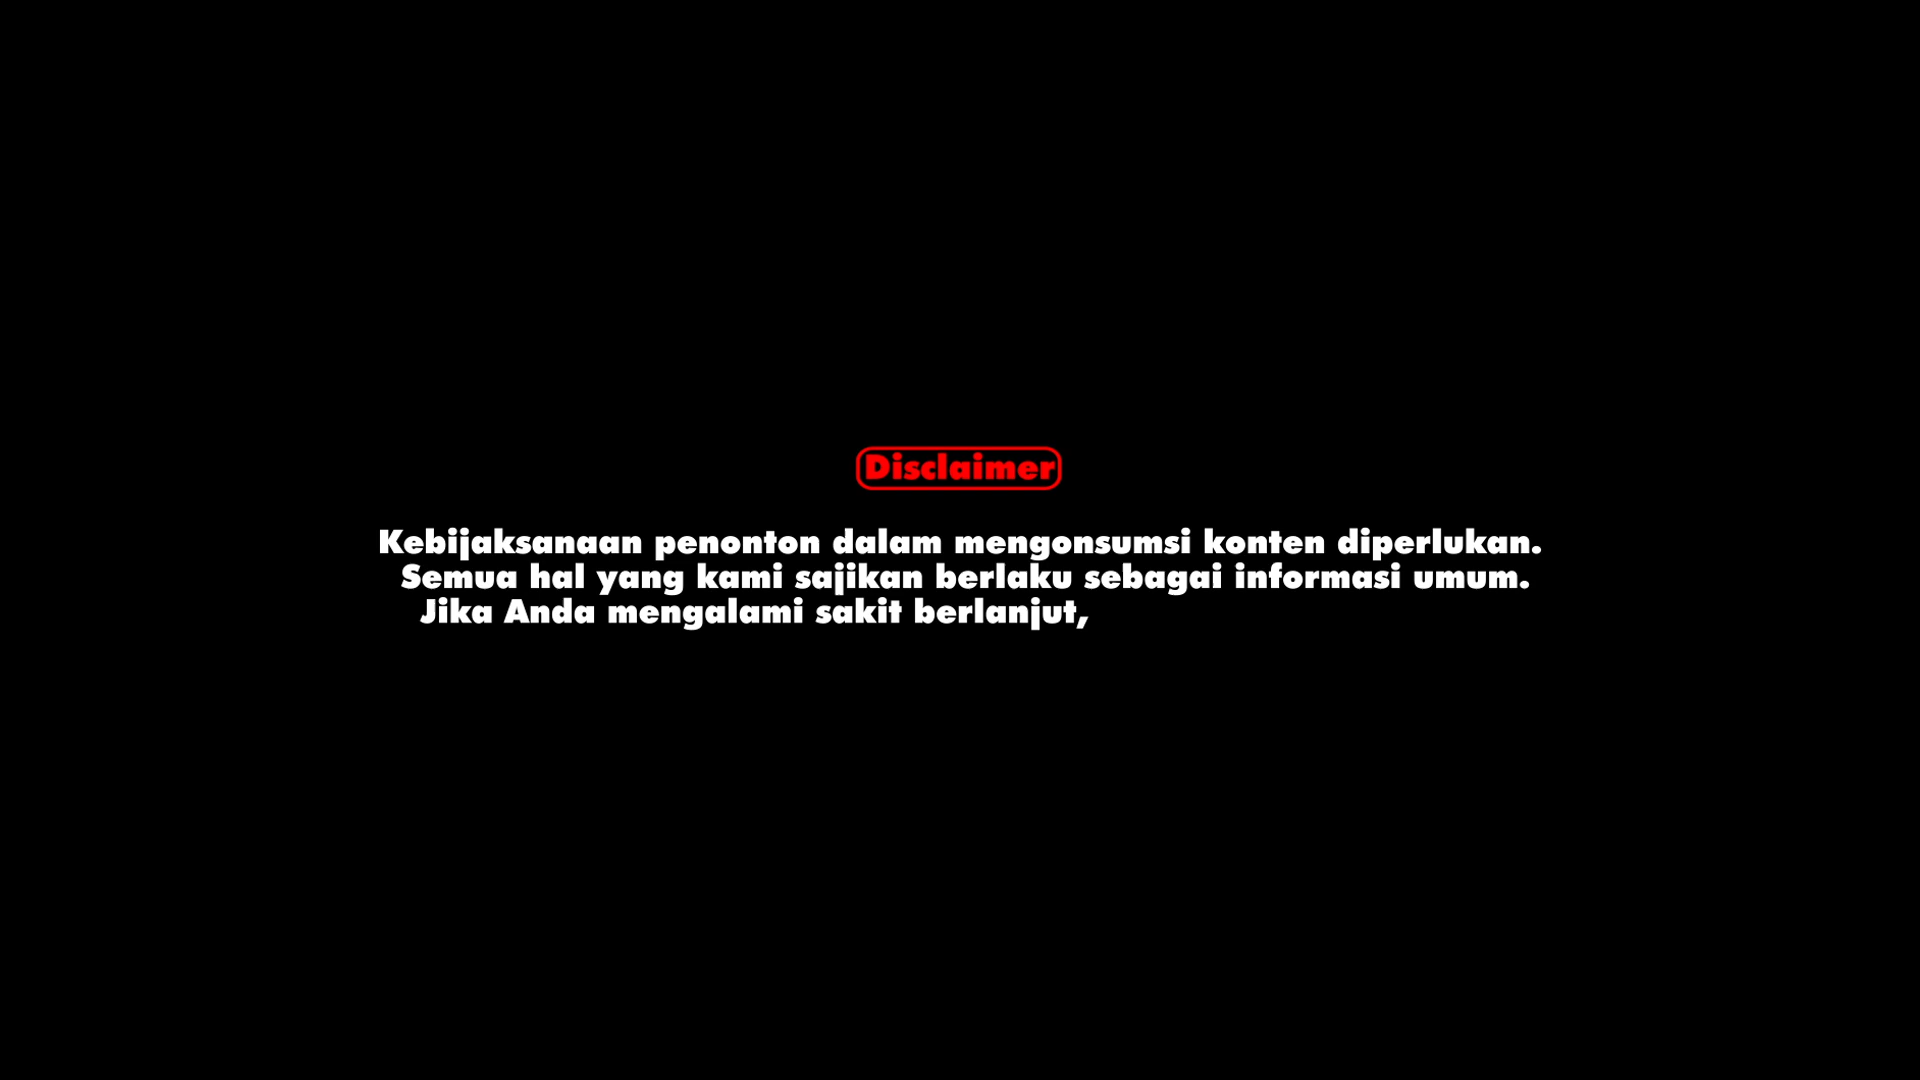 Disclaimer
Kebijaksanaan penonton dalam mengonsumsi konten diperlukan.
Semua hal yang kami sajikan berlaku sebagai informasi umum.
Jika Anda mengalami sakit berlanjut,